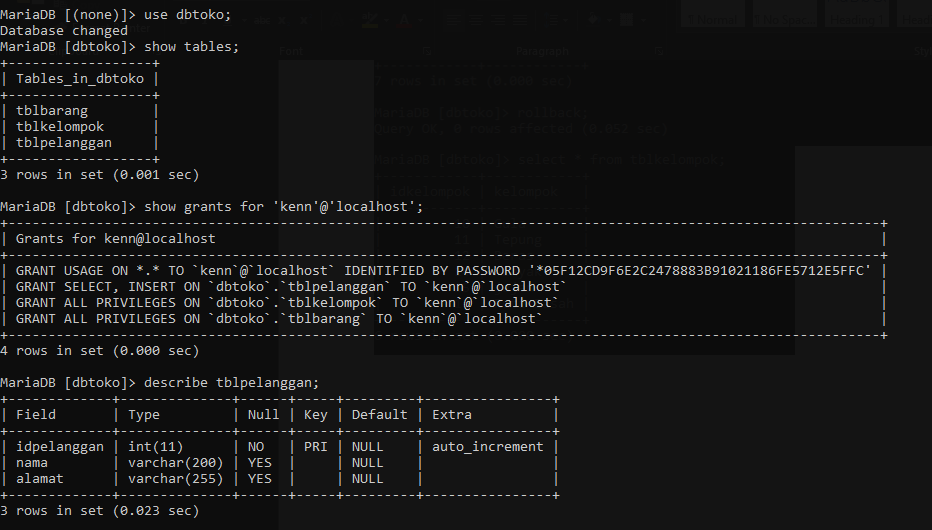 MariaDB [(none)]> use dbtoko;
Database changed
MariaDB [dbtoko]> show tables;
+------------------+
| Tables_in_dbtoko |
+------------------+
| tblbarang        |
| tblkelompok      |
| tblpelanggan     |
+------------------+
3 rows in set (0.001 sec)
MariaDB [dbtoko]> show grants for 'kenn'@'localhost';
+-------------------------------------------------------------------------------------------------------------+
| Grants for kenn@localhost                                                                                   |
+-------------------------------------------------------------------------------------------------------------+
| GRANT USAGE ON *.* TO `kenn`@`localhost` IDENTIFIED BY PASSWORD '*05F12CD9F6E2C2478883B91021186FE5712E5FFC' |
| GRANT SELECT, INSERT ON `dbtoko`.`tblpelanggan` TO `kenn`@`localhost`                                       |
| GRANT ALL PRIVILEGES ON `dbtoko`.`tblkelompok` TO `kenn`@`localhost`                                        |
| GRANT ALL PRIVILEGES ON `dbtoko`.`tblbarang` TO `kenn`@`localhost`                                          |
+-------------------------------------------------------------------------------------------------------------+
4 rows in set (0.000 sec)
MariaDB [dbtoko]> describe tblpelanggan;
+-------------+--------------+------+-----+---------+----------------+
| Field       | Type         | Null | Key | Default | Extra          |
+-------------+--------------+------+-----+---------+----------------+
| idpelanggan | int(11)      | NO   | PRI | NULL    | auto_increment |
| nama        | varchar(200) | YES  |     | NULL    |                |
| alamat      | varchar(255) | YES  |     | NULL    |                |
+-------------+--------------+------+-----+---------+----------------+
3 rows in set (0.023 sec)